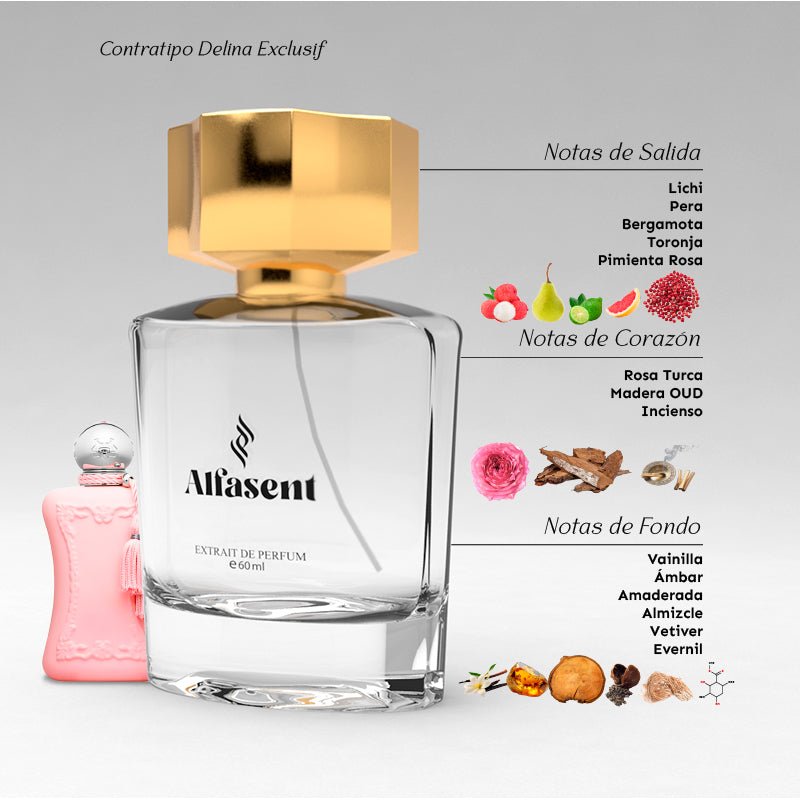 Contratipo Delina Exclusif
Notas de Salida
Lichi
Pera
Bergamota
Toronja
Pimienta Rosa
Notas de Corazón
Rosa Turca
Madera OUD
Incienso
Alfasent
EXTRAIT DE PERFUM
℮60ml
Notas de Fondo
Vainilla
Ámbar
Amaderada
Almizcle
Vetiver
Evernil